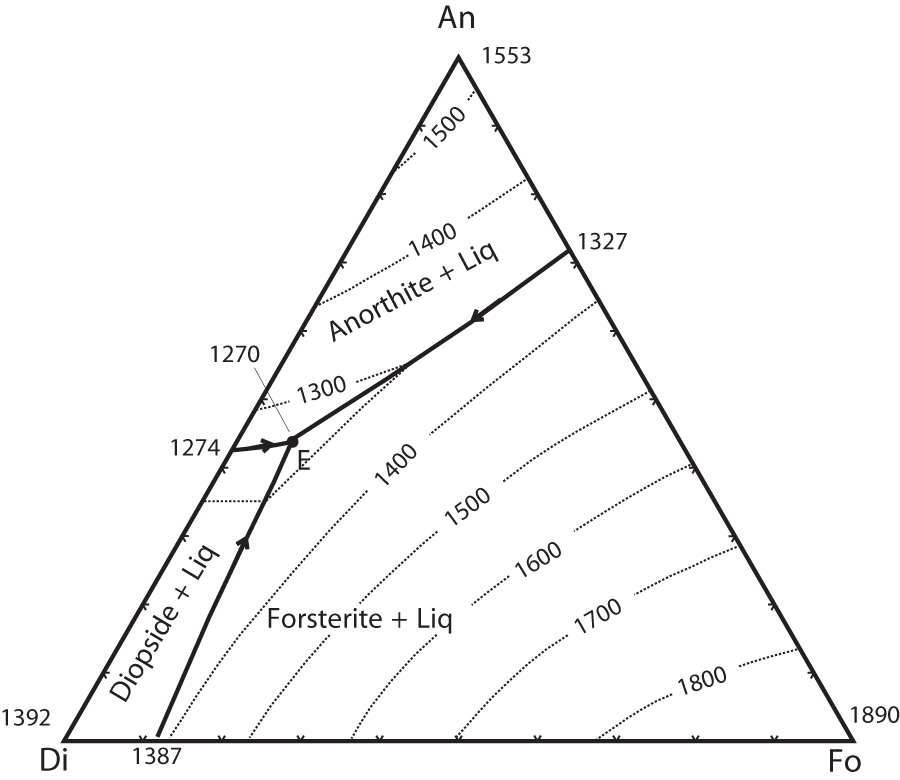 An
1553
1500
1400
1327
Anorthite + Liq
1270
1300
1274
E
1400
1500
1600
Diopside + Liq
Forsterite + Liq
1700
1800
1392
1890
Di
1387
Fo